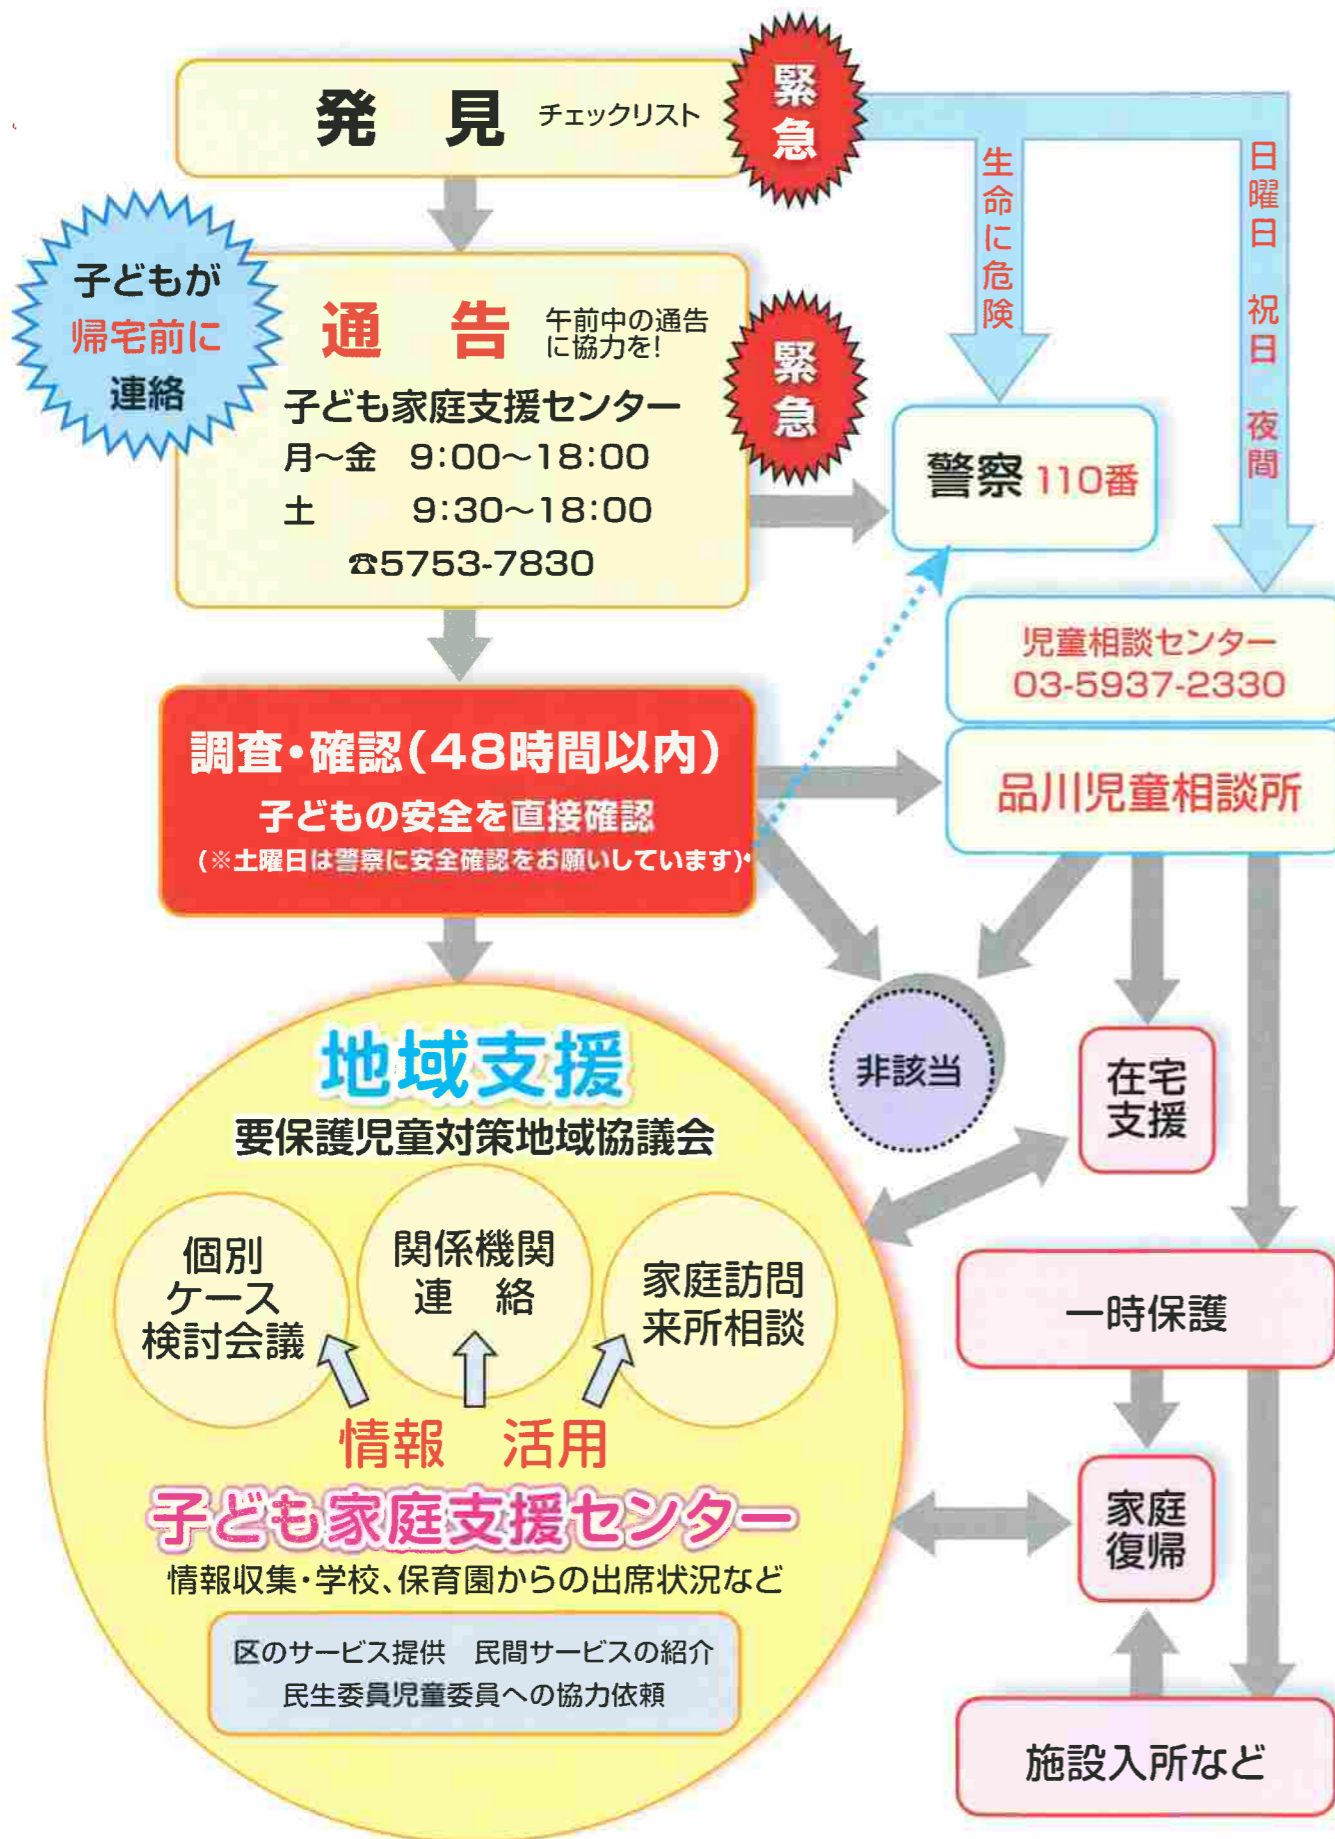 発 見 チェックリスト
緊急
生命に危険
日曜日 祝日 夜間
子どもが
帰宅前に
連絡
通 告
午前中の通告
に協力を!
緊急
子ども家庭支援センター
月～金 9:00～18:00
土 9:30～18:00
☎5753-7830
警察 110番
児童相談センター
03-5937-2330
品川児童相談所
調査・確認(48時間以内)
子どもの安全を直接確認
(※土曜日は警察に安全確認をお願いしています)
非該当
在宅
支援
地域支援
要保護児童対策地域協議会
個別
ケース
検討会議
関係機関
連 絡
家庭訪問
来所相談
一時保護
情報 活用
子ども家庭支援センター
情報収集・学校、保育園からの出席状況など
家庭
復帰
区のサービス提供 民間サービスの紹介
民生委員児童委員への協力依頼
施設入所など